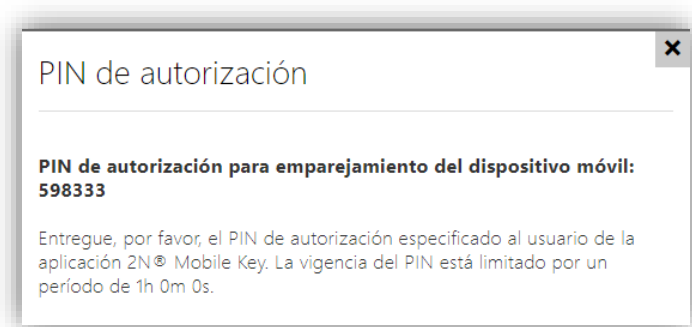 PIN de autorización
PIN de autorización para emparejamiento del dispositivo móvil:
598333
Entregue, por favor, el PIN de autorización especificado al usuario de la
aplicación 2N® Mobile Key. La vigencia del PIN está limitado por un
período de 1h 0m 0s.